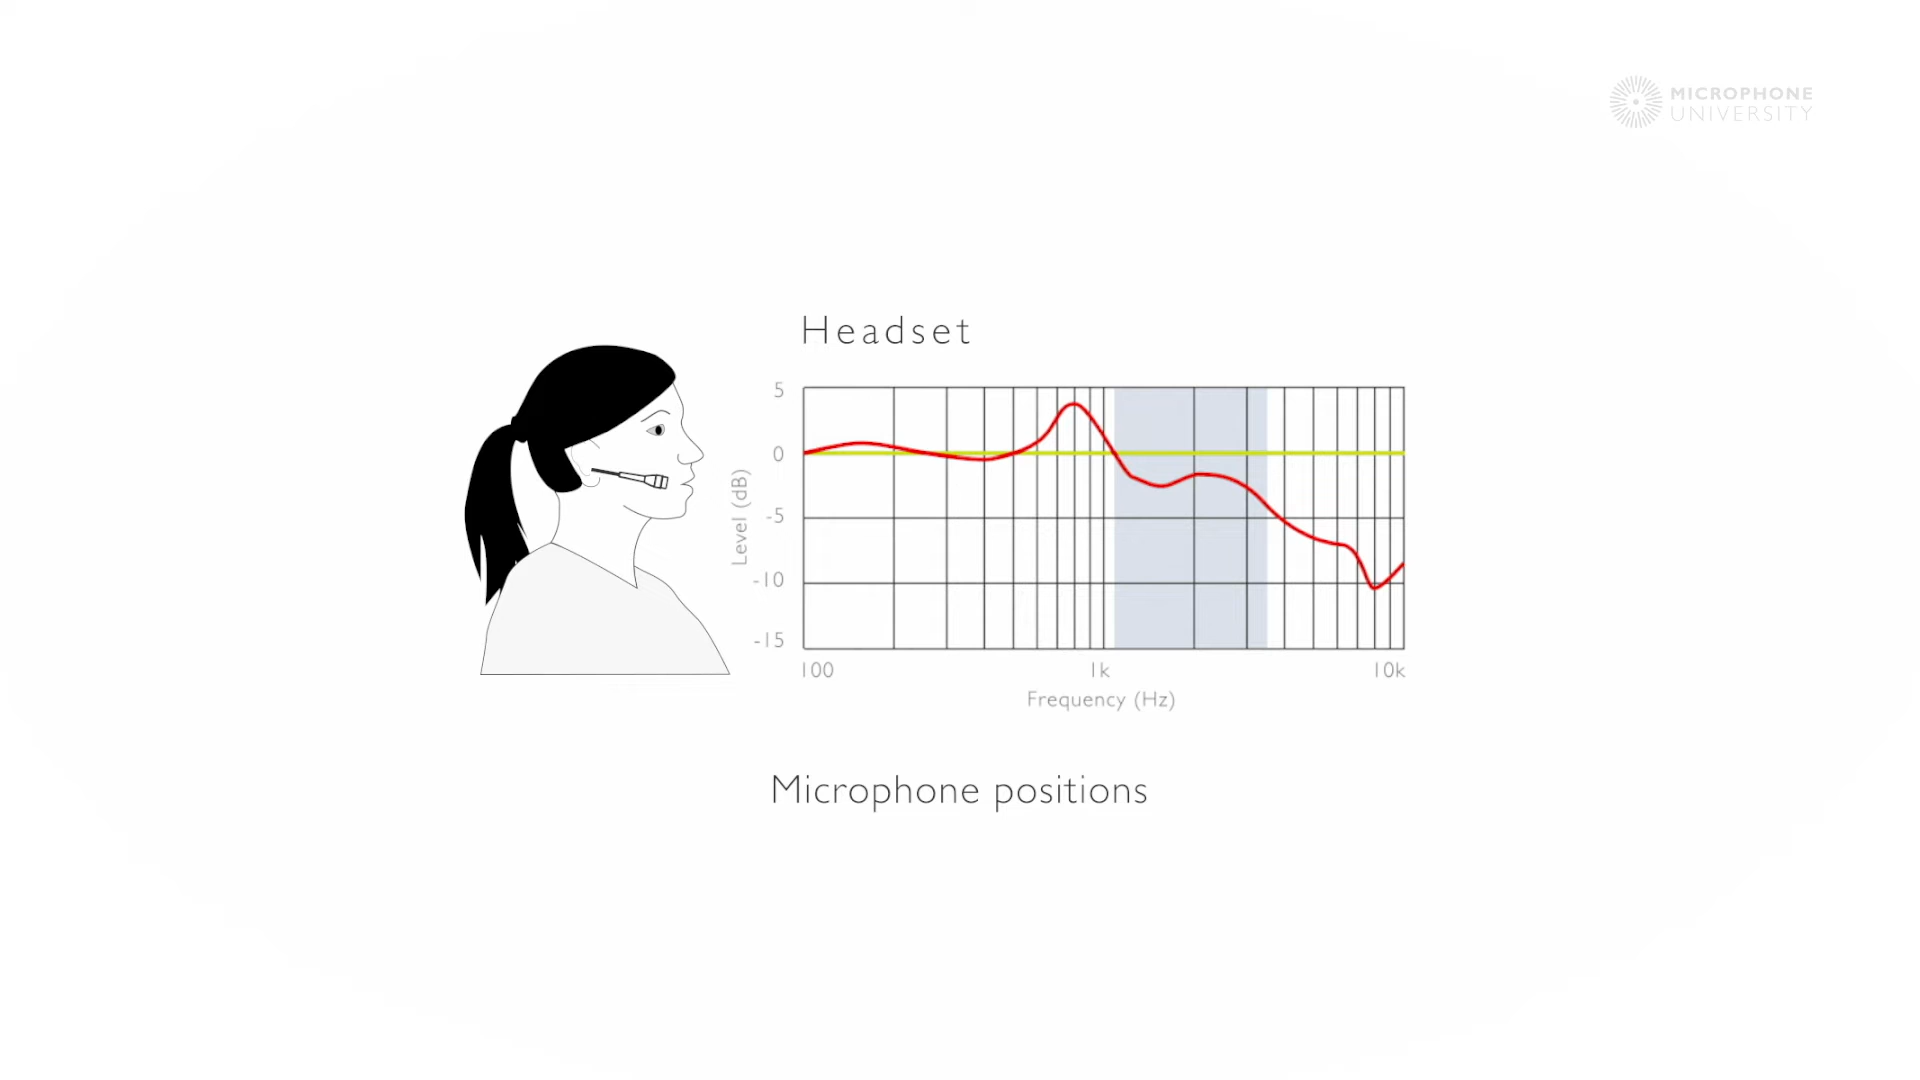 MICROPHONE
UNIVERSITY
Headset
5
0
-5
-10
-15
Level (dB)
100
1k
10k
Frequency (Hz)
Microphone positions